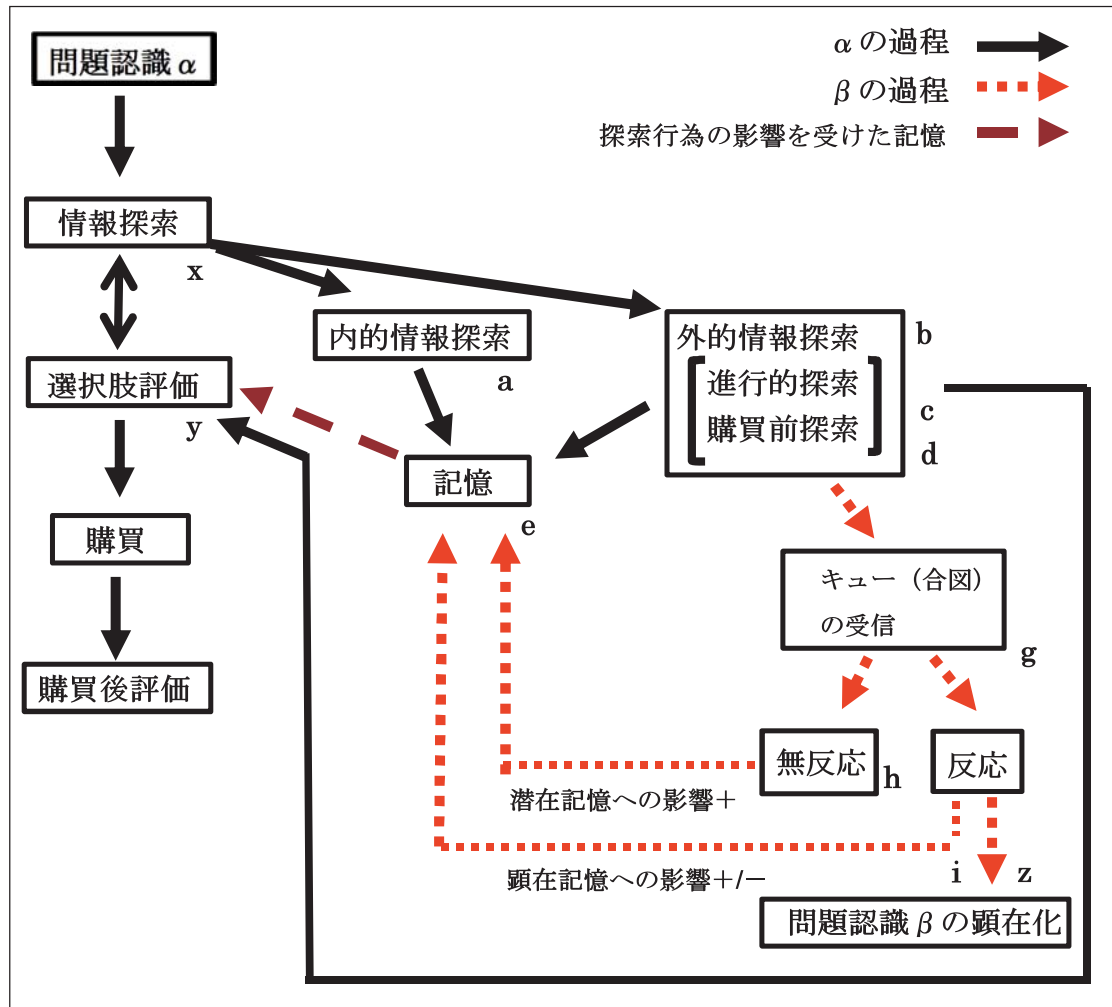 問題認識 α
α の過程
β の過程
探索行為の影響を受けた記憶
情報探索
x
内的情報探索
a
外的情報探索
b
進行的探索
c
購買前探索
d
選択肢評価
y
記憶
e
購買
キュー（合図）
の受信
g
購買後評価
無反応
h
反応
潜在記憶への影響＋
顕在記憶への影響＋/－
i
z
問題認識 β の顕在化